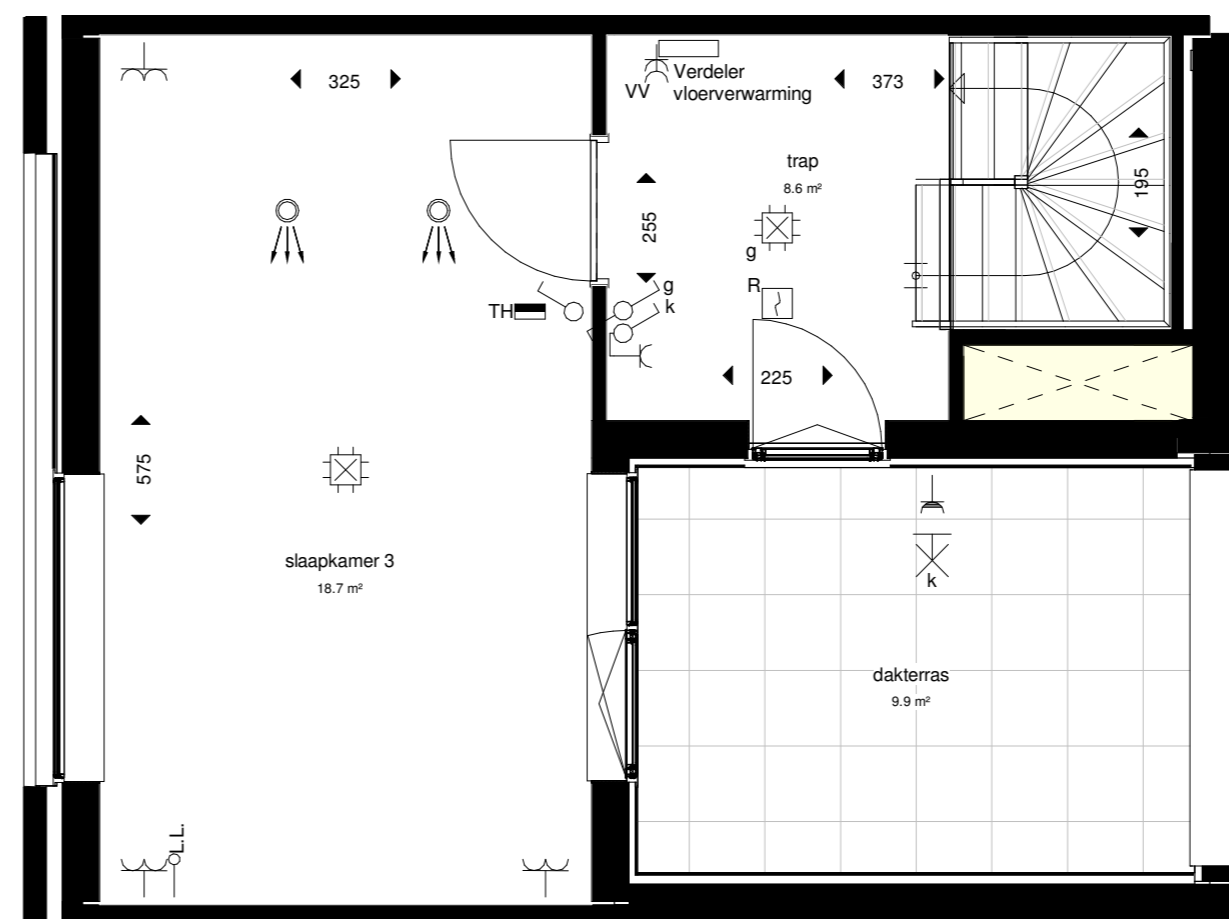 325
VV
Verdeler
vloerverwarming
373
trap
8.6 m²
195
255
g
g
k
R
TH
225
575
slaapkamer 3
18.7 m²
k
dakterras
9.9 m²
L.L.